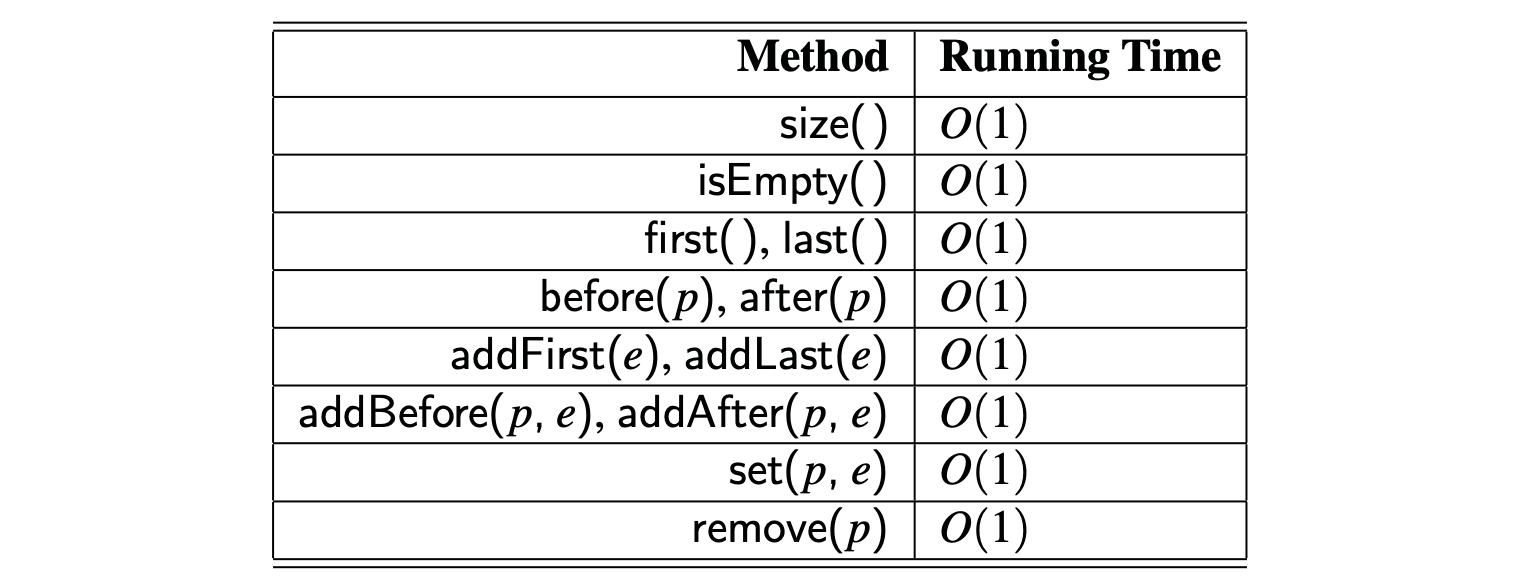 Method Running Time
size( ) O(1)
isEmpty( ) O(1)
first( ), last( ) O(1)
before(p), after(p) O(1)
addFirst(e), addLast(e) O(1)
addBefore(p, e), addAfter(p, e) O(1)
set(p, e) O(1)
remove(p) O(1)